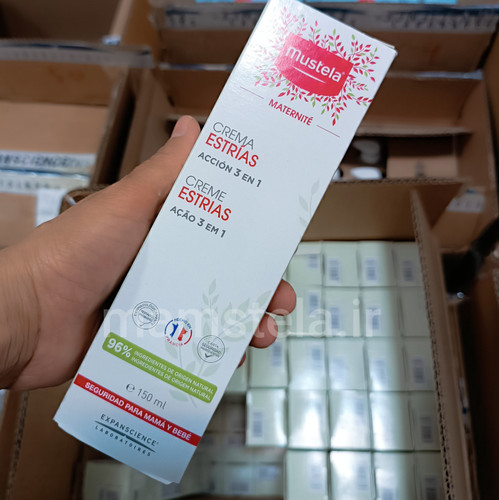 mustela
MATERNITÉ
CREMA
ESTRÍAS
ACCIÓN 3 EN 1
CREME
ESTRIAS
AÇÃO 3 EM 1
mamstela.ir
96% INGREDIENTES DE ORIGEN NATURAL
INGREDIENTES DE ORIGEM NATURAL
e 150 ml
SEGURIDAD PARA MAMÁ Y BEBÉ
EXPANSCIENCE
LABORATOIRES